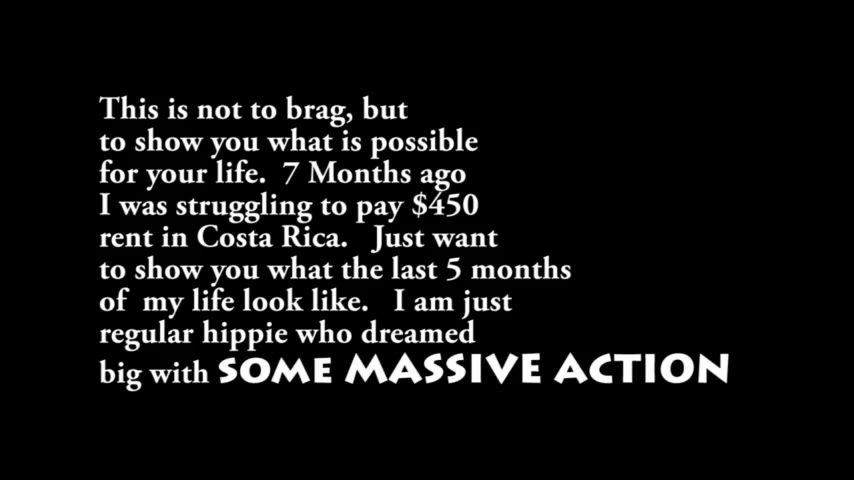 This is not to brag, but
to show you what is possible
for your life.  7 Months ago
I was struggling to pay $450
rent in Costa Rica.   Just want
to show you what the last 5 months
of my life look like.   I am just
regular hippie who dreamed
big with SOME MASSIVE ACTION